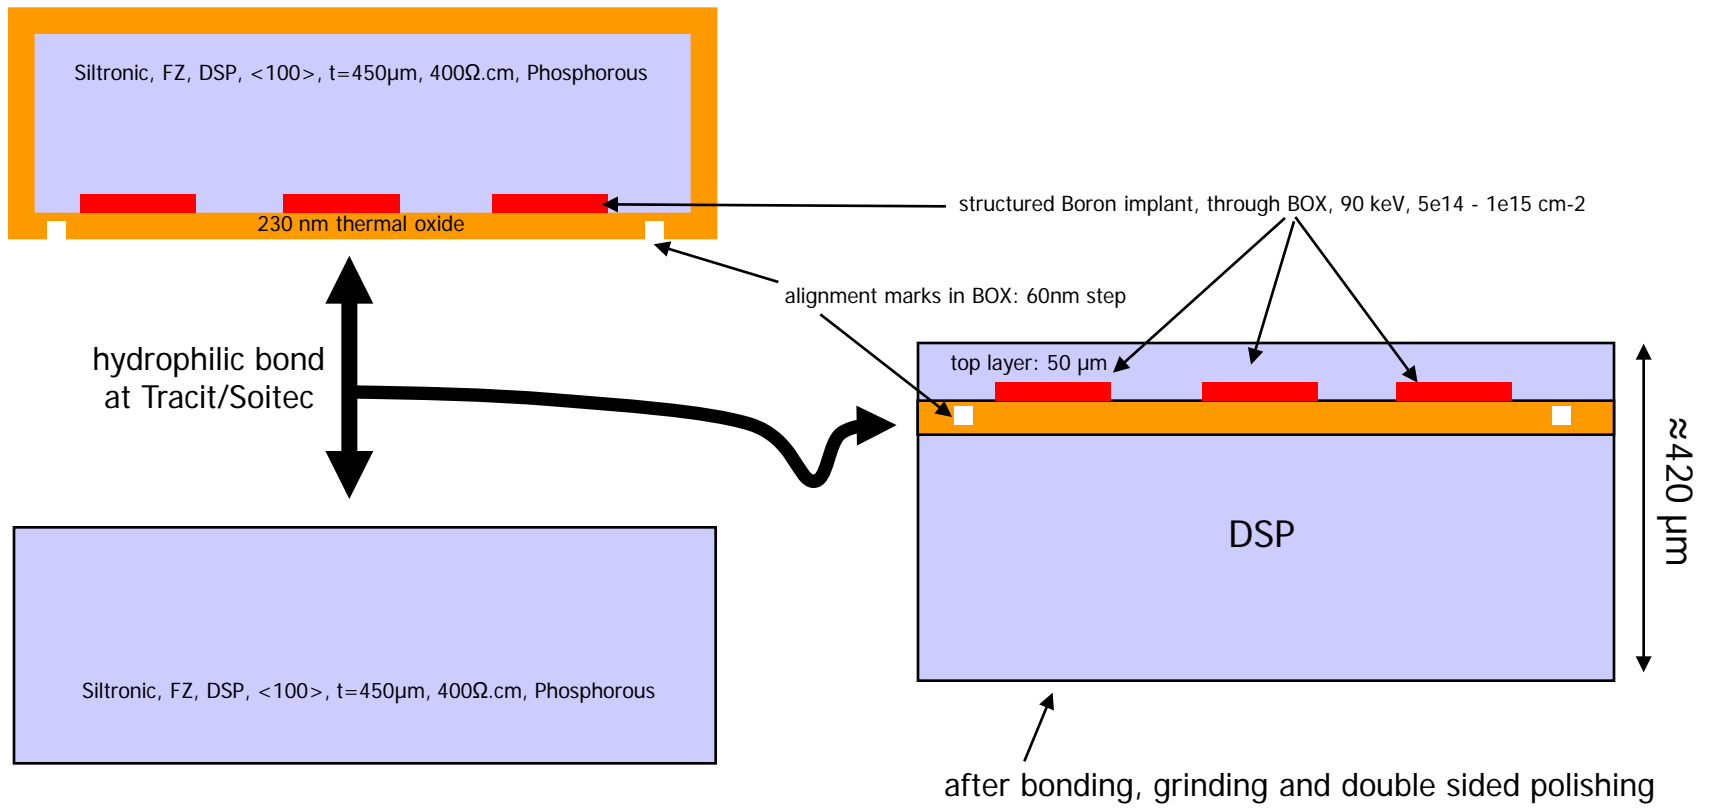 Siltronic, FZ, DSP, <100>, t=450µm, 400Ω.cm, Phosphorous
230 nm thermal oxide
structured Boron implant, through BOX, 90 keV, 5e14 - 1e15 cm-2
alignment marks in BOX: 60nm step
hydrophilic bond
at Tracit/Soitec
top layer: 50 µm
DSP
≈420 µm
Siltronic, FZ, DSP, <100>, t=450µm, 400Ω.cm, Phosphorous
after bonding, grinding and double sided polishing